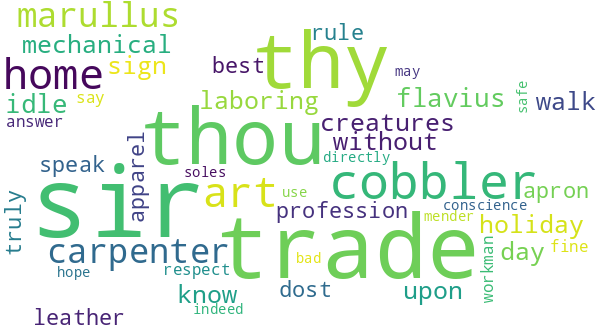 marullus
rule
mechanical
thy
home
sign
best
may
idle
laboring
flavius
safe
walk
say
answer
thou
creatures
without
apparel
directly
speak
soles
sir
art
use
cobbler
apron
truly
profession
conscience
trade
mender
holiday
carpenter
workman
day
fine
bad
hope
respect
know
dost
upon
indeed
leather